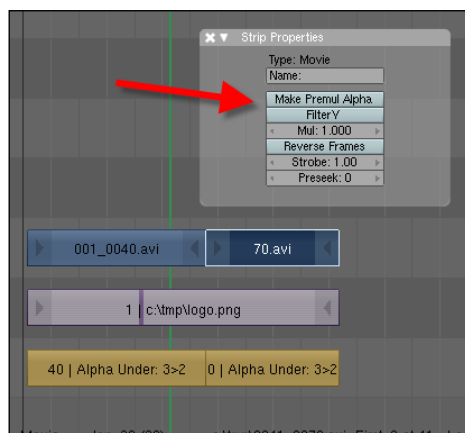 Strip Properties
Type: Movie
Name:
Make Premul Alpha
FilterY
Mul: 1.000
Reverse Frames
Strobe: 1.00
Preseek: 0
001_0040.avi
70.avi
1 | c:\tmp\logo.png
40 | Alpha Under: 3>2
0 | Alpha Under: 3>2